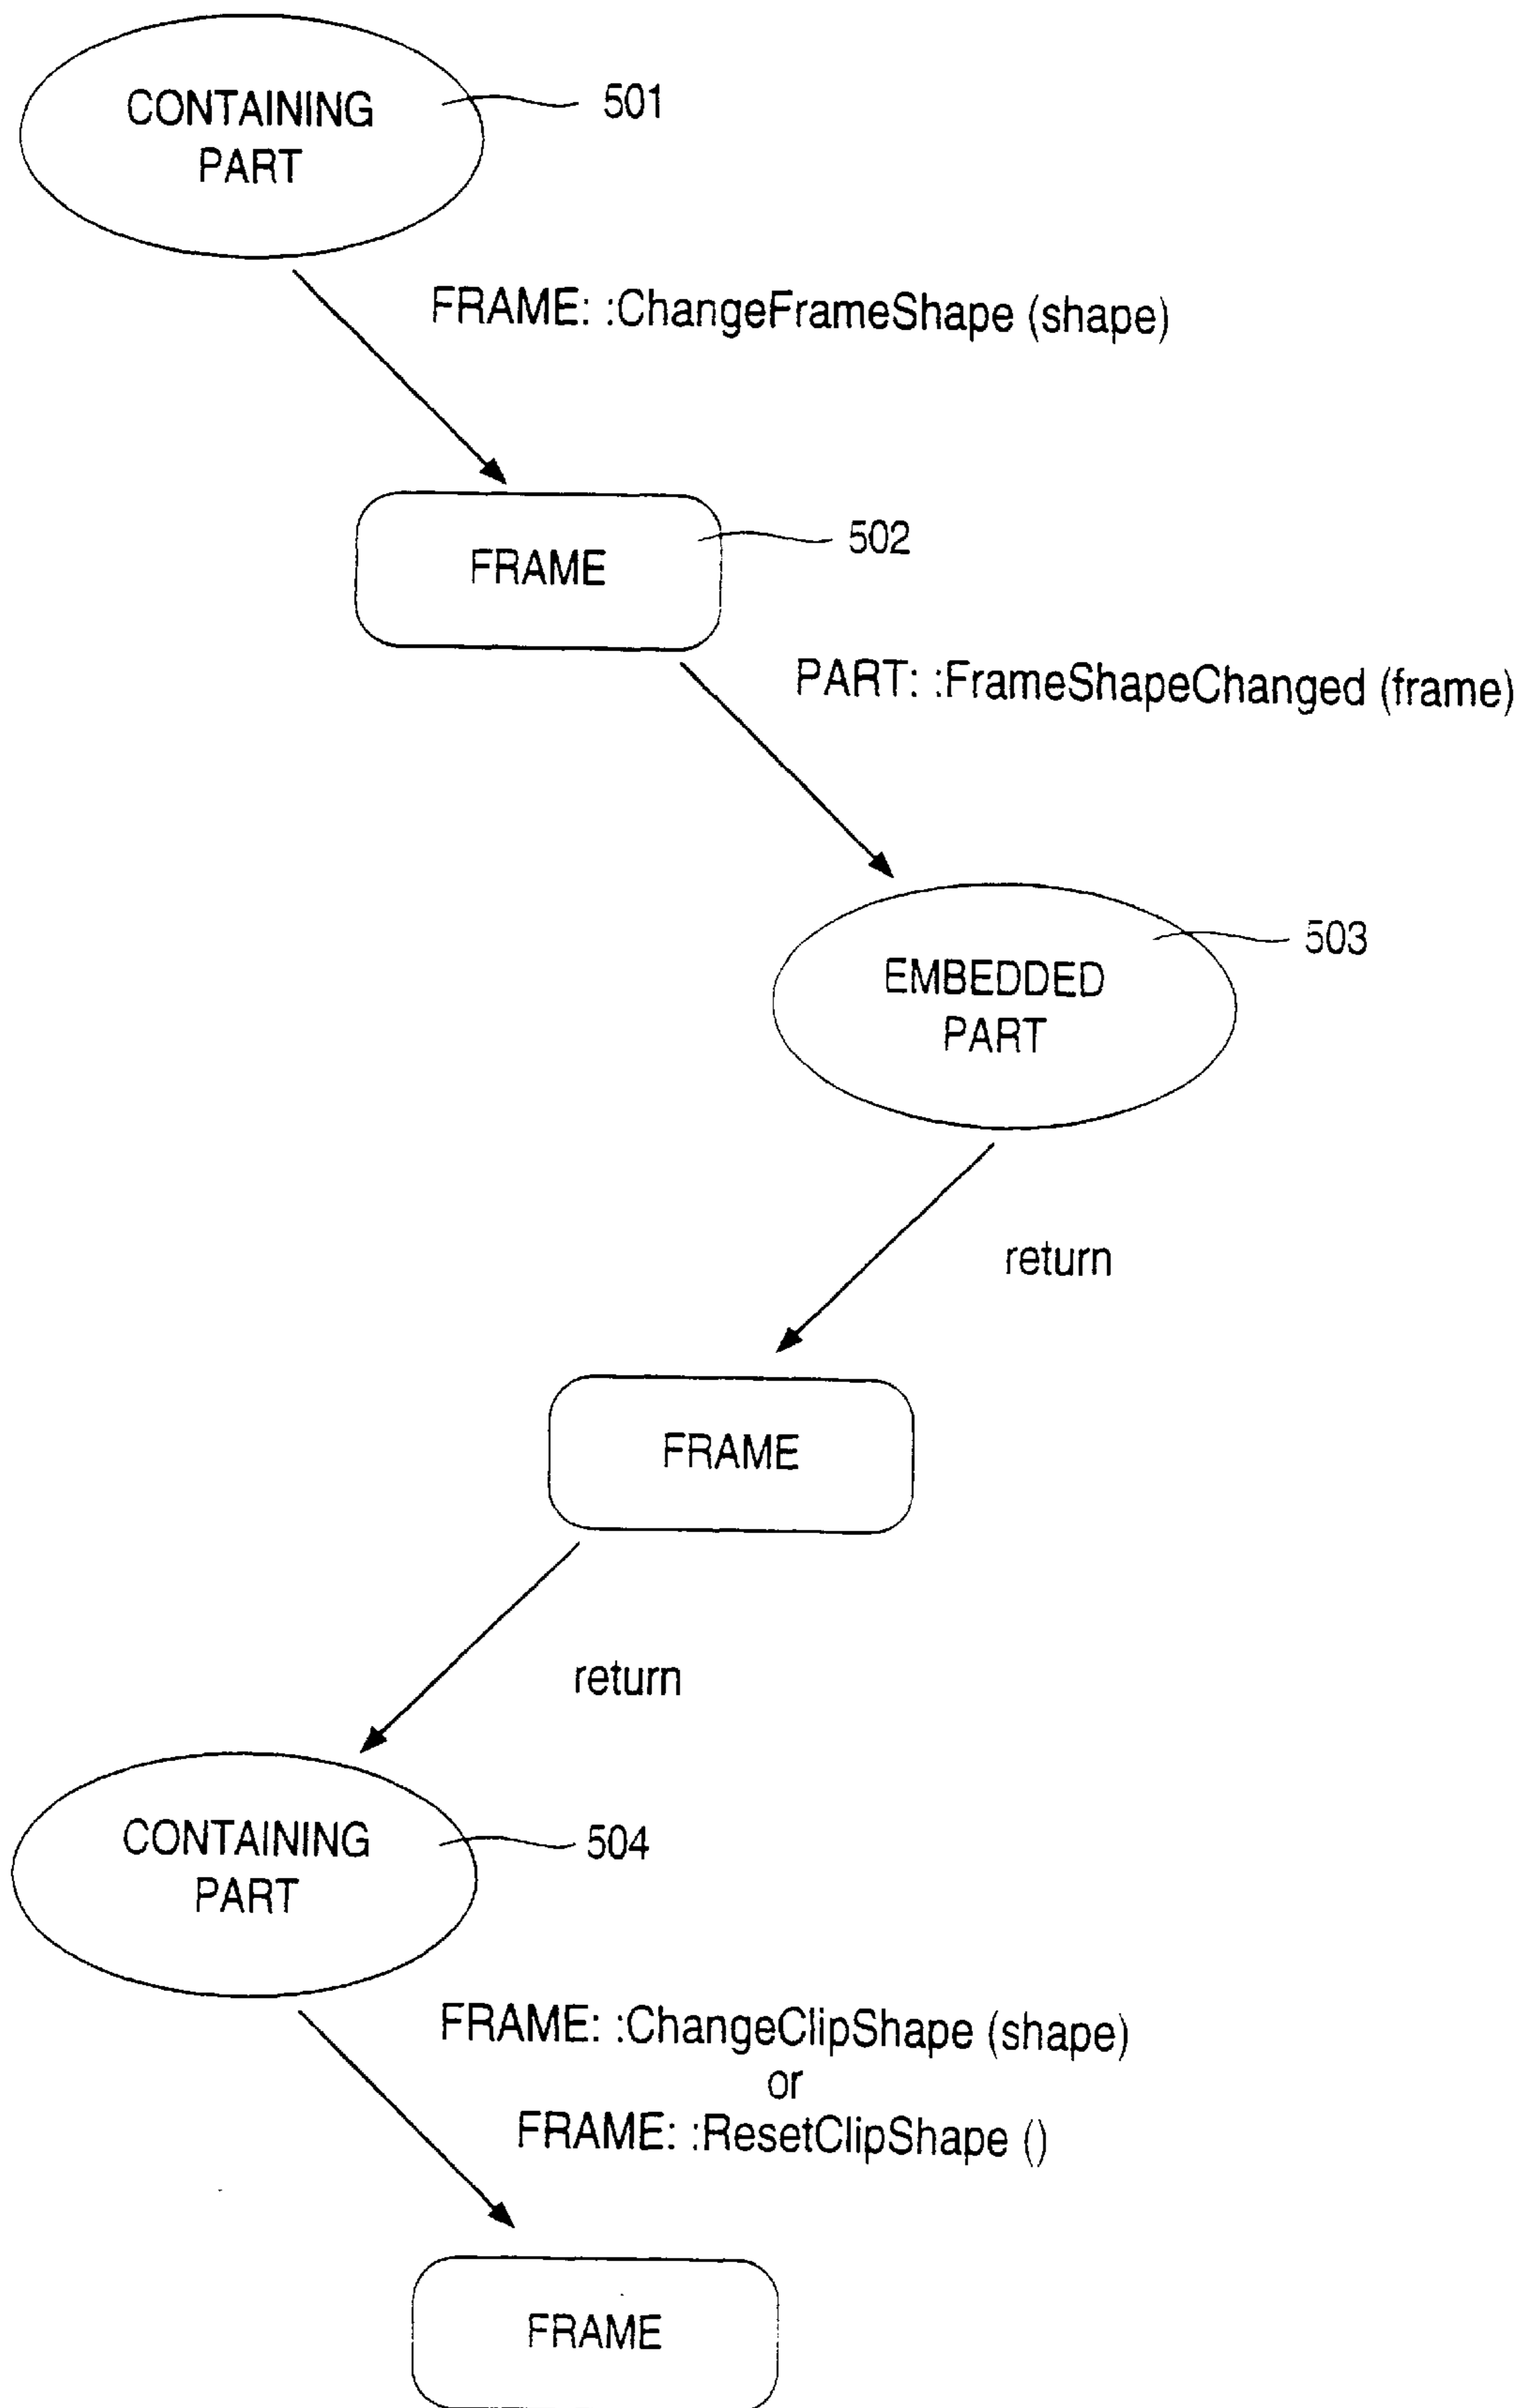 CONTAINING
PART
501
FRAME: :ChangeFrameShape (shape)
FRAME
502
PART: :FrameShapeChanged (frame)
EMBEDDED
PART
503
return
FRAME
return
CONTAINING
PART
504
FRAME: :ChangeClipShape (shape)
or
FRAME: :ResetClipShape ()
FRAME